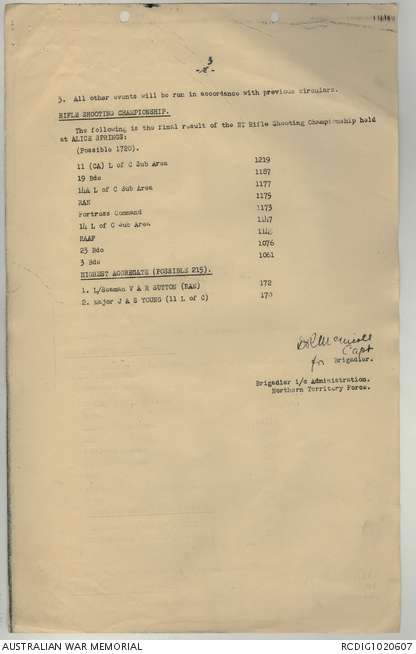 3
-2-
3. All other events will be run in accordance with previous circulars.
RIFLE SHOOTING CHAMPIONSHIP.
The following is the final result of the NT Rifle Shooting Championship held
at ALICE SPRINGS:
(Possible 1720).
11 (CA) L of C Sub Area 1219
19 Bde 1187
14A L of C Sub Area 1177
RAN 1175
Fortress Command 1173
14 L of C Sub Area 1147
RAAF
23 Bde 1076
3 Bde 1061
HIGHEST AGGREGATE (POSSIBLE 215).
1. L/Seaman V A R SUTTON (RAN) 172
2. Major J A S YOUNG (11 L of C) 170
Capt
for Brigadier.
Brigadier i/c Administration.
Northern Territory Force.
AUSTRALIAN WAR MEMORIAL RCDIG1020607